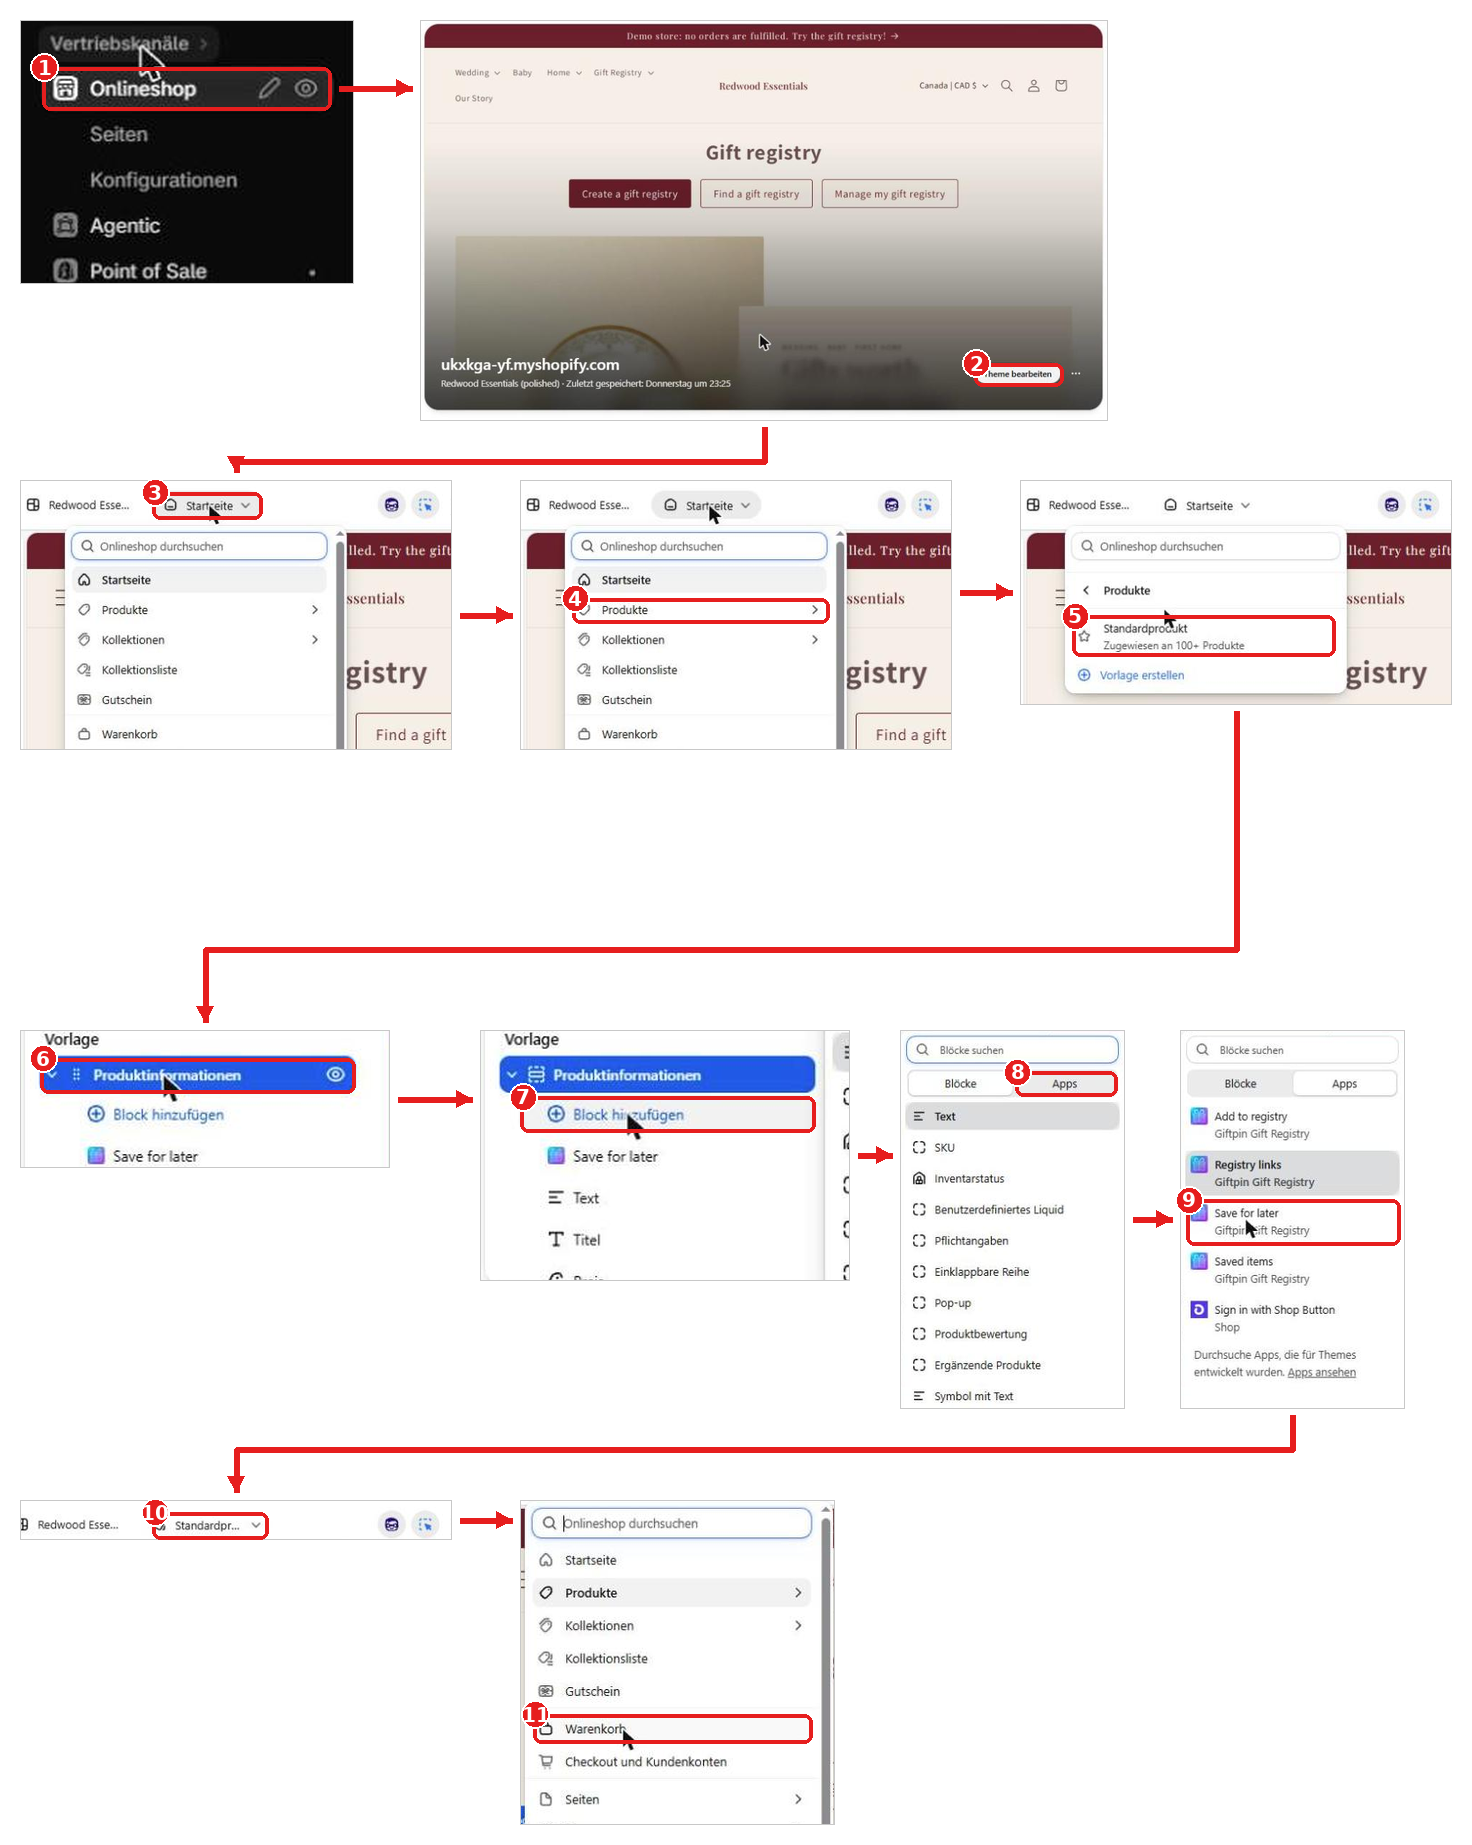 Vertriebskanäle >
1
Onlineshop
Seiten
Konfigurationen
Agentic
Point of Sale
Demo store: no orders are fulfilled. Try the gift registry! →
Wedding Baby Home Gift Registry
Our Story
Redwood Essentials
Canada | CAD $
Gift registry
Create a gift registry
Find a gift registry
Manage my gift registry
ukxkga-yf.myshopify.com
Redwood Essentials (polished) · Zuletzt gespeichert: Donnerstag um 23:25
2
Theme bearbeiten
...
Redwood Esse...
3
Startseite
Onlineshop durchsuchen
Startseite
Produkte
Kollektionen
Kollektionsliste
Gutschein
Warenkorb
lled. Try the gift
ssentials
gistry
Find a gift
Redwood Esse...
Startseite
Onlineshop durchsuchen
Startseite
4
Produkte
Kollektionen
Kollektionsliste
Gutschein
Warenkorb
lled. Try the gift
ssentials
gistry
Find a gift
Redwood Esse...
Startseite
Onlineshop durchsuchen
Produkte
5
Standardprodukt
Zugewiesen an 100+ Produkte
Vorlage erstellen
lled. Try the gift
ssentials
gistry
Vorlage
6
Produktinformationen
Block hinzufügen
Save for later
Vorlage
Produktinformationen
7
Block hinzufügen
Save for later
Text
Titel
Blöcke suchen
Blöcke
8
Apps
Text
SKU
Inventarstatus
Benutzerdefiniertes Liquid
Pflichtangaben
Einklappbare Reihe
Pop-up
Produktbewertung
Ergänzende Produkte
Symbol mit Text
Blöcke suchen
Blöcke
Apps
Add to registry
Giftpin Gift Registry
Registry links
Giftpin Gift Registry
9
Save for later
Giftpin Gift Registry
Saved items
Giftpin Gift Registry
Sign in with Shop Button
Shop
Durchsuche Apps, die für Themes
entwickelt wurden. Apps ansehen
Redwood Esse...
10
Standardpr...
Onlineshop durchsuchen
Startseite
Produkte
Kollektionen
Kollektionsliste
Gutschein
11
Warenkorb
Checkout und Kundenkonten
Seiten